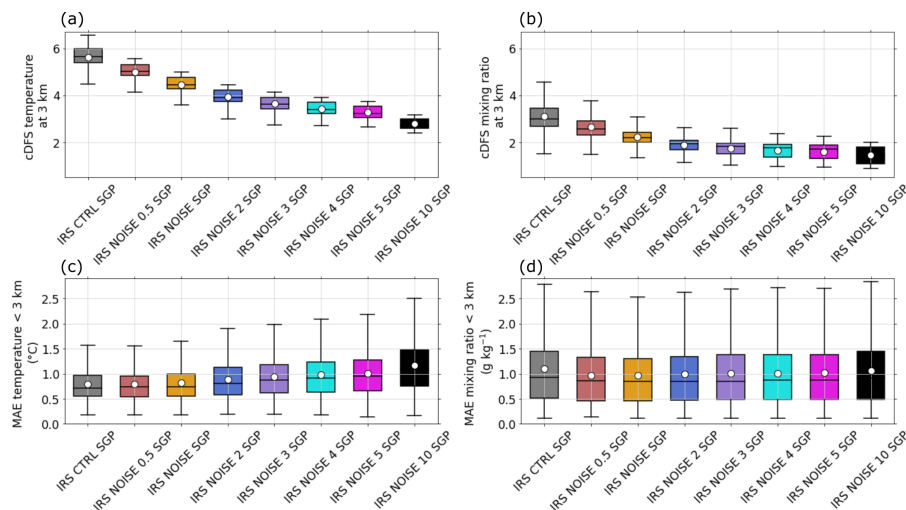 (a)
cDFS temperature
at 3 km
6
4
2
IRS CTRL SGP
IRS NOISE 0.5 SGP
IRS NOISE SGP
IRS NOISE 2 SGP
IRS NOISE 3 SGP
IRS NOISE 4 SGP
IRS NOISE 5 SGP
IRS NOISE 10 SGP
(b)
cDFS mixing ratio
at 3 km
6
4
2
IRS CTRL SGP
IRS NOISE 0.5 SGP
IRS NOISE SGP
IRS NOISE 2 SGP
IRS NOISE 3 SGP
IRS NOISE 4 SGP
IRS NOISE 5 SGP
IRS NOISE 10 SGP
(c)
MAE temperature < 3 km
(°C)
2.5
2.0
1.5
1.0
0.5
0.0
IRS CTRL SGP
IRS NOISE 0.5 SGP
IRS NOISE SGP
IRS NOISE 2 SGP
IRS NOISE 3 SGP
IRS NOISE 4 SGP
IRS NOISE 5 SGP
IRS NOISE 10 SGP
(d)
MAE mixing ratio < 3 km
(g kg⁻¹)
2.5
2.0
1.5
1.0
0.5
0.0
IRS CTRL SGP
IRS NOISE 0.5 SGP
IRS NOISE SGP
IRS NOISE 2 SGP
IRS NOISE 3 SGP
IRS NOISE 4 SGP
IRS NOISE 5 SGP
IRS NOISE 10 SGP